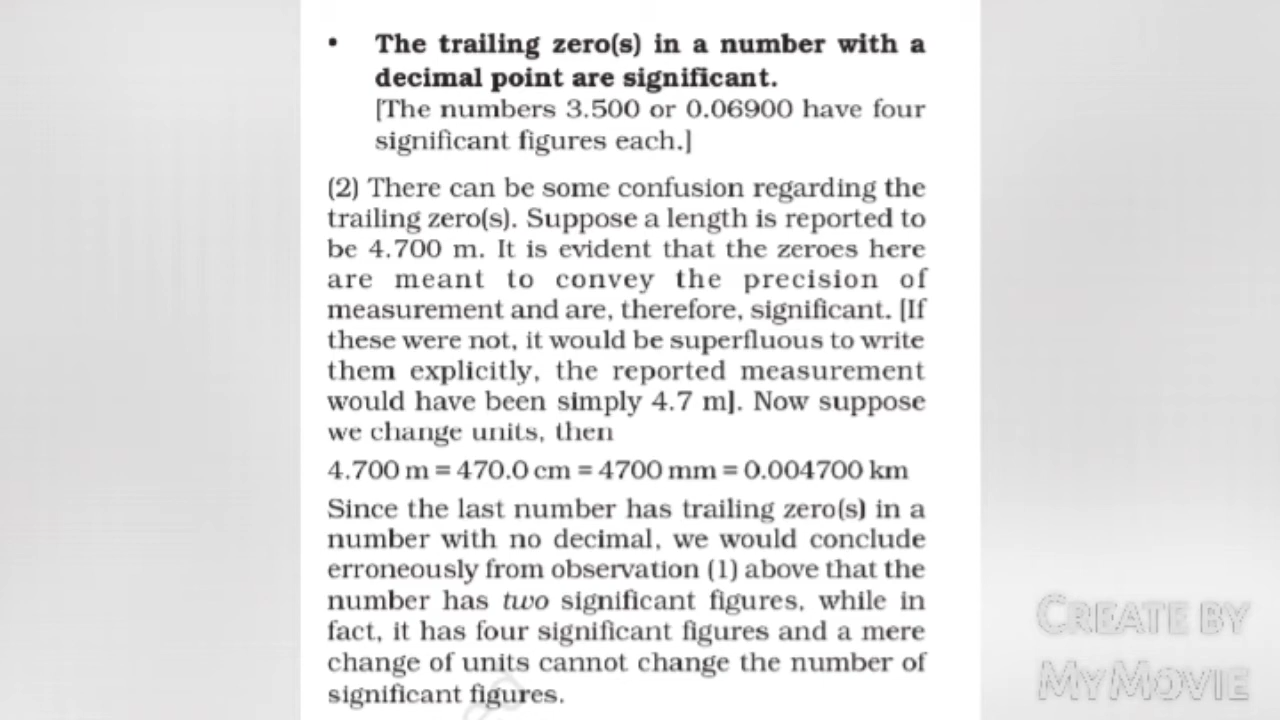 • The trailing zero(s) in a number with a
decimal point are significant.
[The numbers 3.500 or 0.06900 have four
significant figures each.]
(2) There can be some confusion regarding the
trailing zero(s). Suppose a length is reported to
be 4.700 m. It is evident that the zeroes here
are meant to convey the precision of
measurement and are, therefore, significant. [If
these were not, it would be superfluous to write
them explicitly, the reported measurement
would have been simply 4.7 m]. Now suppose
we change units, then
4.700 m = 470.0 cm = 4700 mm = 0.004700 km
Since the last number has trailing zero(s) in a
number with no decimal, we would conclude
erroneously from observation (1) above that the
number has two significant figures, while in
fact, it has four significant figures and a mere
change of units cannot change the number of
significant figures.
CREATE BY
MYMOVIE